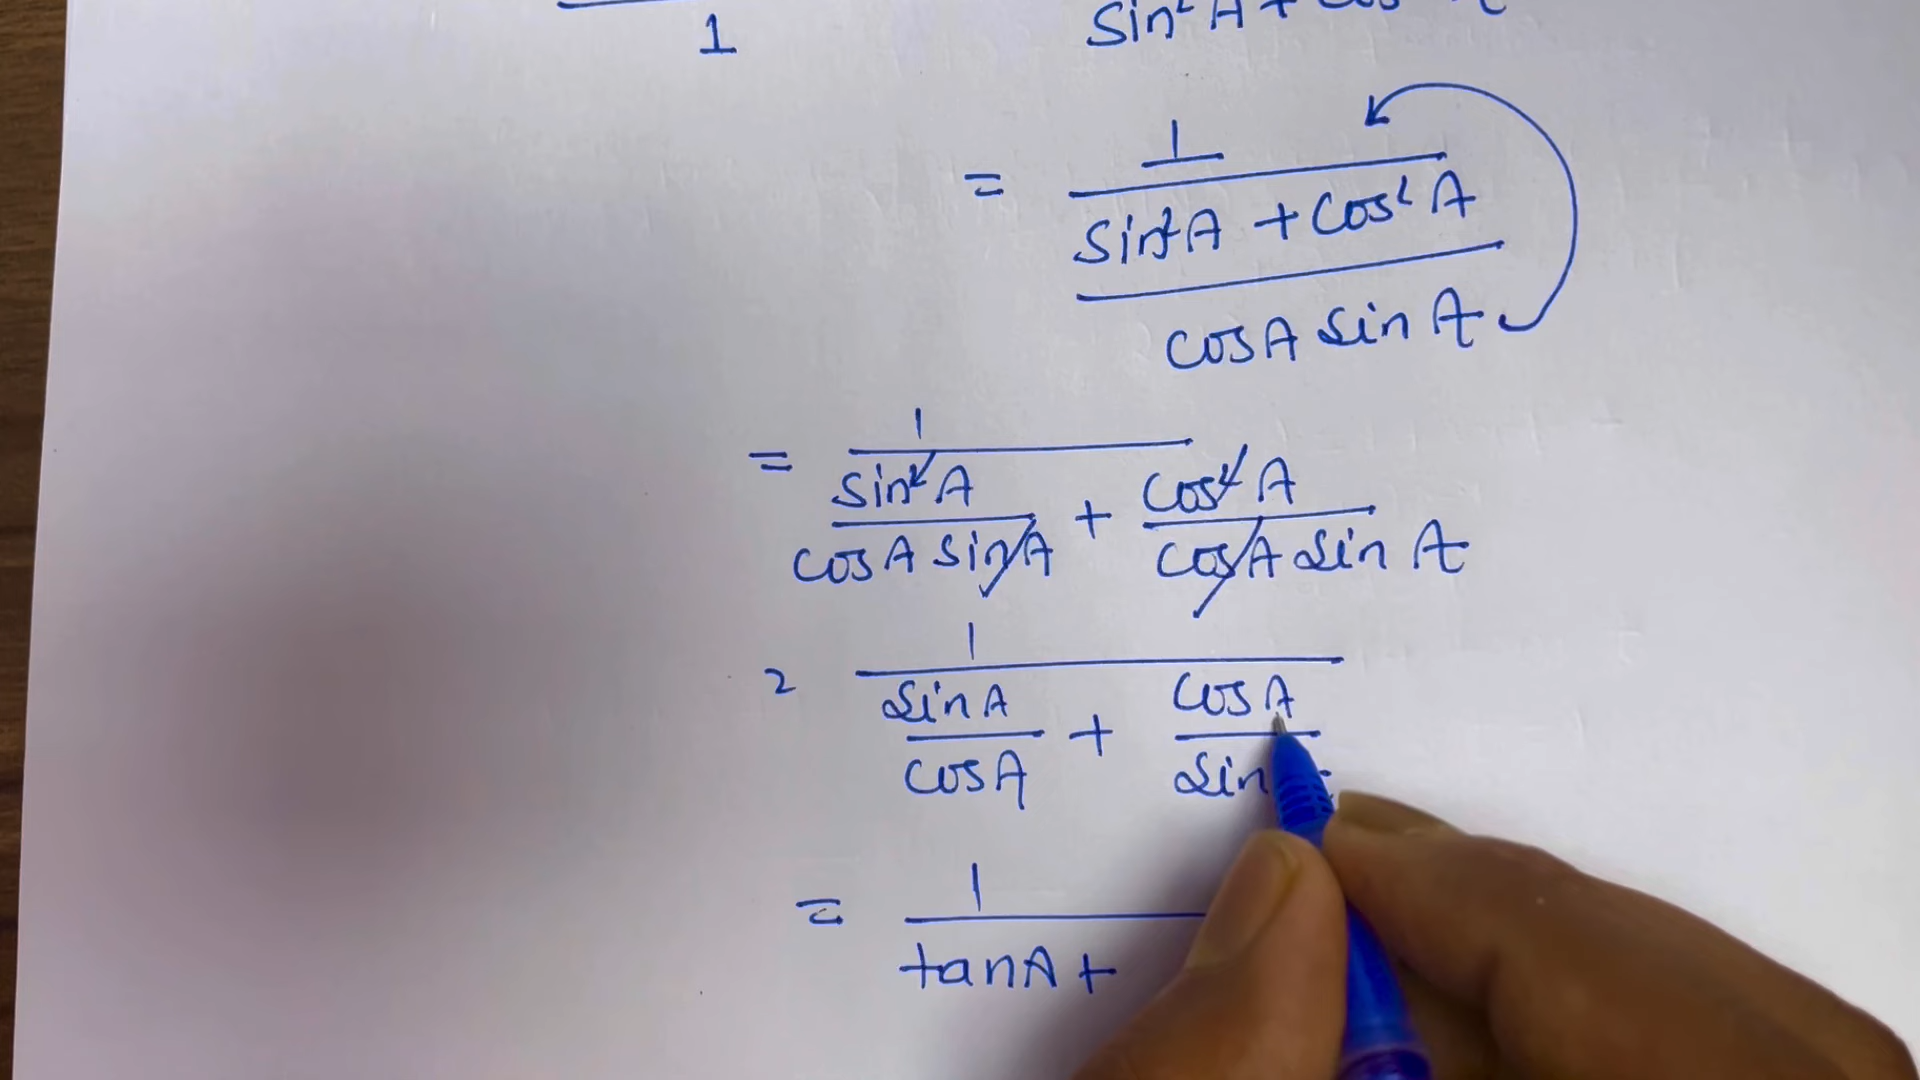 1
sin²A +
= 1
sin²A + cos²A
cosA sinA
= 1
sin²A + cos²A
cosA sinA cosA sinA
= 1
sinA + cosA
cosA sin
= 1
tanA +